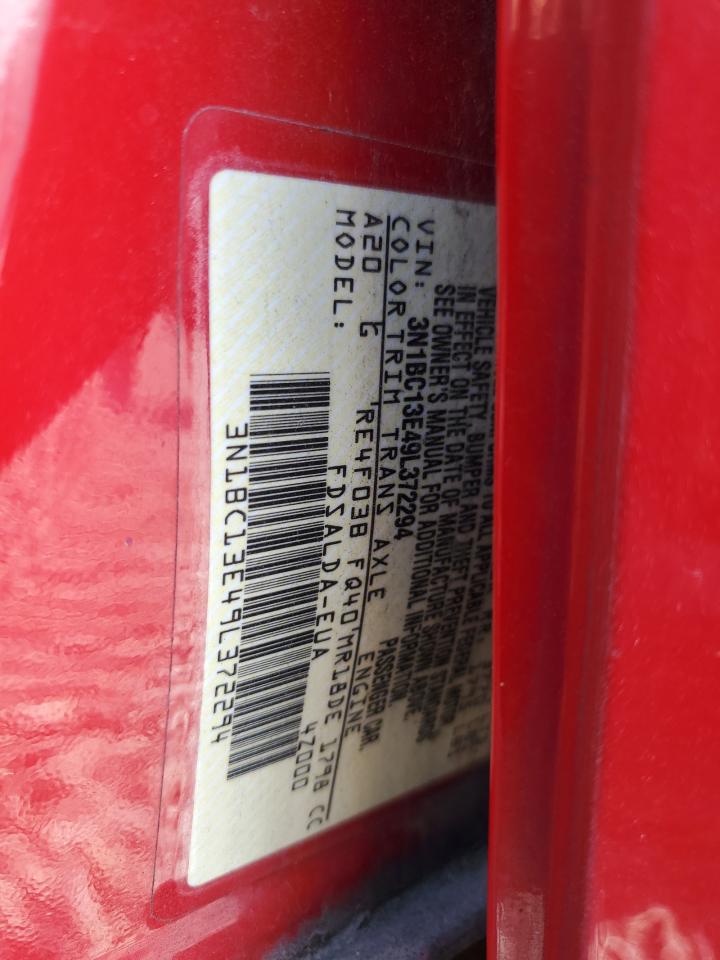 VEHICLE SAFETY, BUMPER AND THEFT PREVENTION STANDARDS
IN EFFECT ON THE DATE OF MANUFACTURE SHOWN ABOVE.
SEE OWNER'S MANUAL FOR ADDITIONAL INFORMATION.
VIN: 3N1BC13E49L372294 PASSENGER CAR
COLOR TRIM TRANS AXLE ENGINE
A20 G RE4F03B FQ40 MR18DE 1798 CC
MODEL: FDSALDA-EUA 4Z000
3N1BC13E49L372294